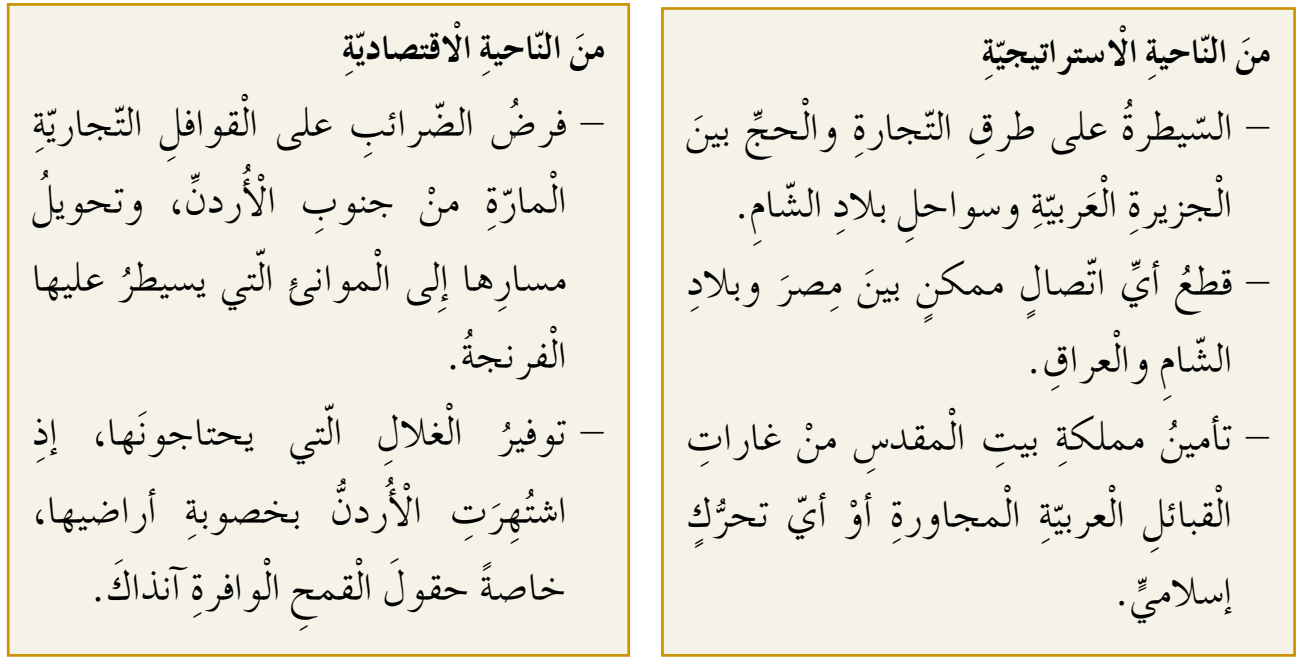 منَ النّاحيةِ الْاستراتيجيّةِ
– السّيطرةُ على طرقِ التّجارةِ والْحجِّ بينَ
الْجزيرةِ الْعَربيّةِ وسواحلِ بلادِ الشّامِ.
– قطعُ أيِّ اتّصالٍ ممكنٍ بينَ مِصرَ وبلادِ
الشّامِ والْعراقِ.
– تأمينُ مملكةِ بيتِ الْمقدسِ منْ غاراتِ
الْقبائلِ الْعربيّةِ الْمجاورةِ أوْ أيّ تحرُّكٍ
إسلاميٍّ.
منَ النّاحيةِ الْاقتصاديّةِ
– فرضُ الضّرائبِ على الْقوافلِ التّجاريّةِ
الْمارّةِ منْ جنوبِ الْأُردنِّ، وتحويلُ
مسارِها إِلى الْموانئِ الّتي يسيطرُ عليها
الْفرنجةُ.
– توفيرُ الْغلالِ الّتي يحتاجونَها، إذِ
اشتُهِرَتِ الْأُردنُّ بخصوبةِ أراضيها،
خاصةً حقولَ الْقمحِ الْوافرةِ آنذاكَ.